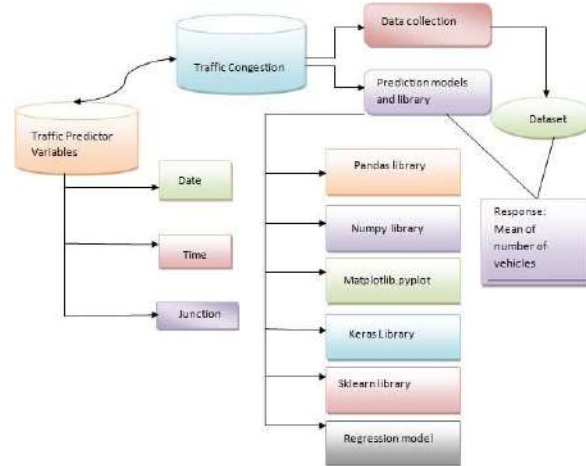 Data collection
Traffic Congestion
Prediction models
and library
Dataset
Traffic Predictor
Variables
Date
Time
Junction
Pandas library
Numpy library
Matplotlib pyplot
Keras Library
Sklearn library
Regression model
Response:
Mean of
number of
vehicles